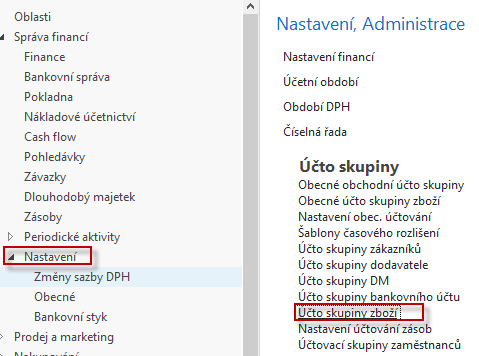 Oblasti
Správa financí
Finance
Bankovní správa
Pokladna
Nákladové účetnictví
Cash flow
Pohledávky
Závazky
Dlouhodobý majetek
Zásoby
Periodické aktivity
Nastavení
Změny sazby DPH
Obecné
Bankovní styk
Prodej a marketing
Nastavení, Administrace
Nastavení financí
Účetní období
Období DPH
Číselná řada
Účto skupiny
Obecné obchodní účto skupiny
Obecné účto skupiny zboží
Nastavení obec. účtování
Šablony časového rozlišení
Účto skupiny zákazníků
Účto skupiny dodavatele
Účto skupiny DM
Účto skupiny bankovního účtu
Účto skupiny zboží
Nastavení účtování zásob
Účtovací skupiny zaměstnanců